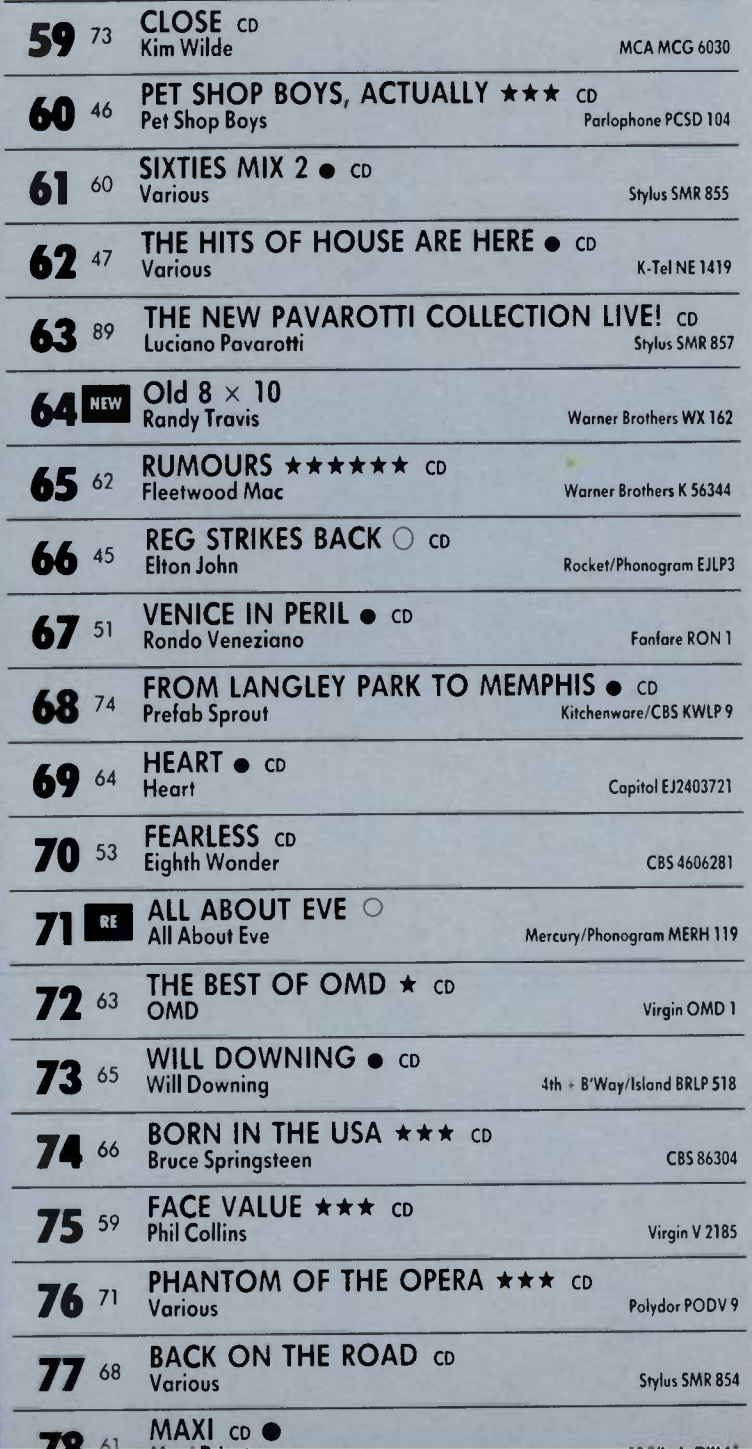 59 73 CLOSE CD
Kim Wilde MCA MCG 6030
60 46 PET SHOP BOYS, ACTUALLY ★★★ CD
Pet Shop Boys Parlophone PCSD 104
61 60 SIXTIES MIX 2 ● CD
Various Stylus SMR 855
62 47 THE HITS OF HOUSE ARE HERE ● CD
Various K-Tel NE 1419
63 89 THE NEW PAVAROTTI COLLECTION LIVE! CD
Luciano Pavarotti Stylus SMR 857
64 NEW Old 8 × 10
Randy Travis Warner Brothers WX 162
65 62 RUMOURS ★★★★★★ CD
Fleetwood Mac Warner Brothers K 56344
66 45 REG STRIKES BACK ○ CD
Elton John Rocket/Phonogram EJLP3
67 51 VENICE IN PERIL ● CD
Rondo Veneziano Fanfare RON 1
68 74 FROM LANGLEY PARK TO MEMPHIS ● CD
Prefab Sprout Kitchenware/CBS KWLP 9
69 64 HEART ● CD
Heart Capitol EJ2403721
70 53 FEARLESS CD
Eighth Wonder CBS 4606281
71 RE ALL ABOUT EVE ○
All About Eve Mercury/Phonogram MERH 119
72 63 THE BEST OF OMD ★ CD
OMD Virgin OMD 1
73 65 WILL DOWNING ● CD
Will Downing 4th + B'Way/Island BRLP 518
74 66 BORN IN THE USA ★★★ CD
Bruce Springsteen CBS 86304
75 59 FACE VALUE ★★★ CD
Phil Collins Virgin V 2185
76 71 PHANTOM OF THE OPERA ★★★ CD
Various Polydor PODV 9
77 68 BACK ON THE ROAD CD
Various Stylus SMR 854
78 61 MAXI CD ●